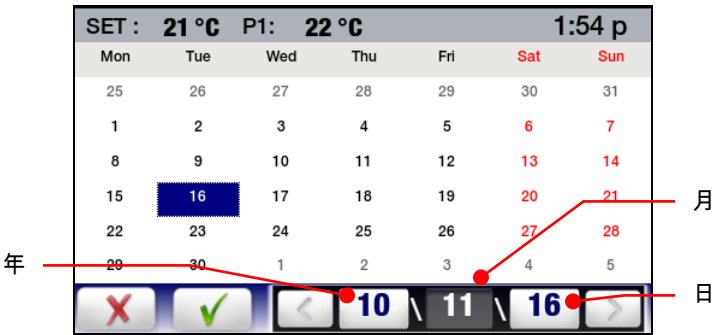 SET : 21 °C P1: 22 °C 1:54 p
Mon Tue Wed Thu Fri Sat Sun
25 26 27 28 29 30 31
1 2 3 4 5 6 7
8 9 10 11 12 13 14
15 16 17 18 19 20 21
月
22 23 24 25 26 27 28
年
29 30 1 2 3 4 5
< 10 \ 11 \ 16 >
日